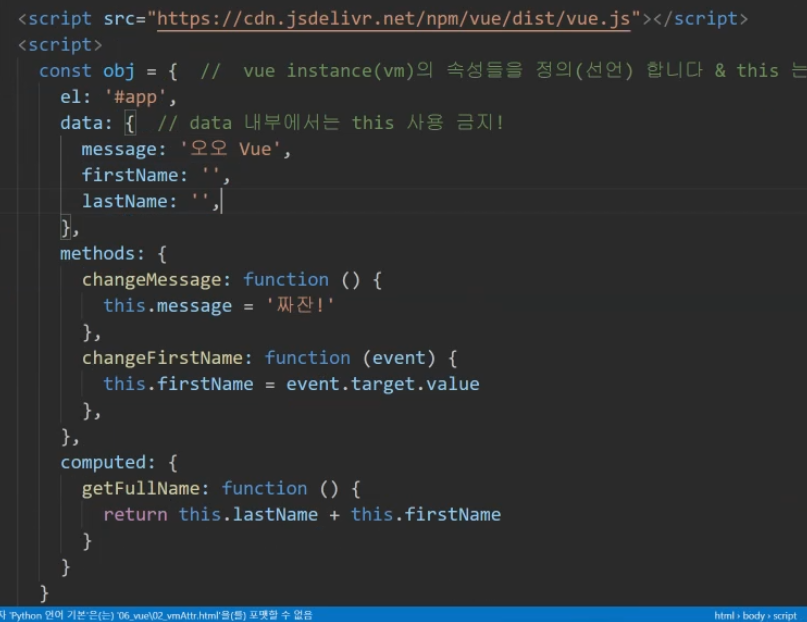 <script src="https://cdn.jsdelivr.net/npm/vue/dist/vue.js"></script>
<script>
const obj = { // vue instance(vm)의 속성들을 정의(선언) 합니다 & this 는
el: '#app',
data: { // data 내부에서는 this 사용 금지!
message: '오오 Vue',
firstName: '',
lastName: '',
},
methods: {
changeMessage: function () {
this.message = '짜잔!'
},
changeFirstName: function (event) {
this.firstName = event.target.value
},
},
computed: {
getFullName: function () {
return this.lastName + this.firstName
}
}
}
자 'Python 언어 기본'은(는) '06_vue\02_vmAttr.html'을(를) 포맷할 수 없음 html › body › script